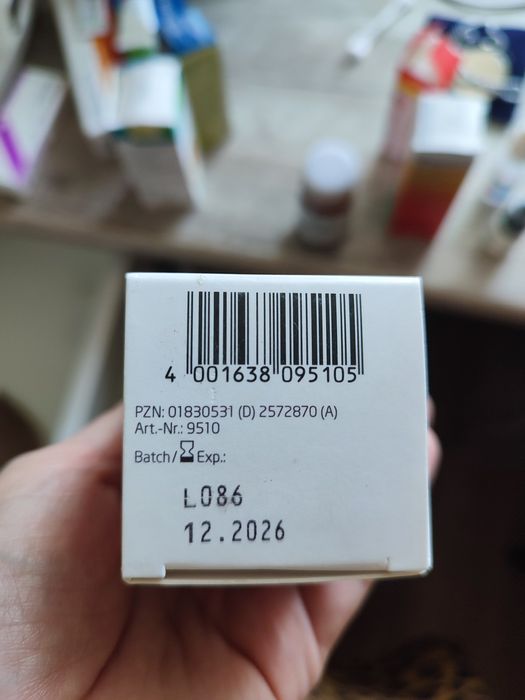 4 001638 095105
PZN: 01830531 (D) 2572870 (A)
Art.-Nr.: 9510
Batch/ Exp.:
L086
12.2026